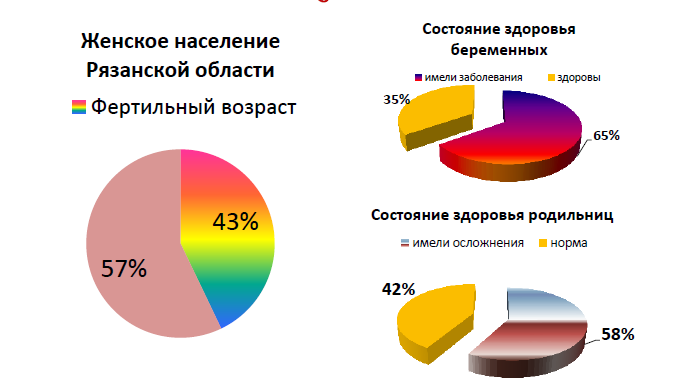 Женское население
Рязанской области
Фертильный возраст
43%
57%
Состояние здоровья
беременных
имели заболевания здоровы
35%
65%
Состояние здоровья родильниц
имели осложнения норма
42%
58%